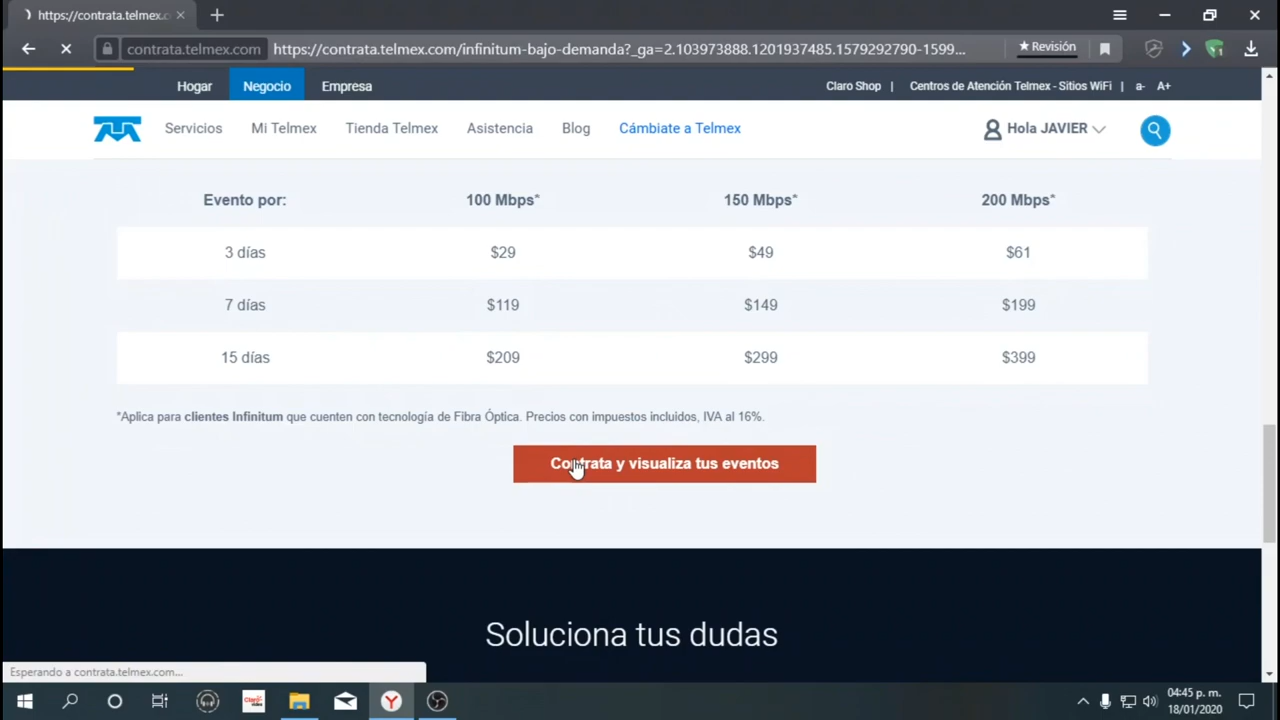 https://contrata.telmex.c
contrata.telmex.com
https://contrata.telmex.com/infinitum-bajo-demanda?_ga=2.103973888.1201937485.1579292790-1599...
★ Revisión
Hogar
Negocio
Empresa
Claro Shop | Centros de Atención Telmex - Sitios WiFi | a- A+
Servicios
Mi Telmex
Tienda Telmex
Asistencia
Blog
Cámbiate a Telmex
Hola JAVIER
Evento por: 100 Mbps* 150 Mbps* 200 Mbps*
3 días $29 $49 $61
7 días $119 $149 $199
15 días $209 $299 $399
*Aplica para clientes Infinitum que cuenten con tecnología de Fibra Óptica. Precios con impuestos incluidos, IVA al 16%.
Contrata y visualiza tus eventos
Soluciona tus dudas
Esperando a contrata.telmex.com...
Claro video
04:45 p. m.
18/01/2020